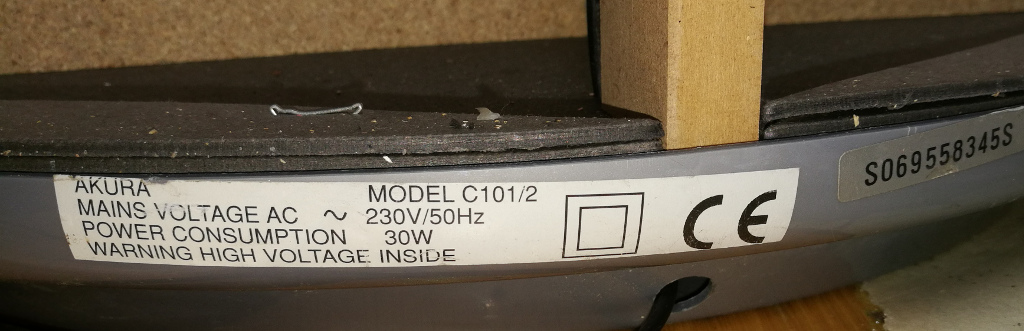 AKURA MODEL C101/2
MAINS VOLTAGE AC ~ 230V/50Hz
POWER CONSUMPTION 30W
WARNING HIGH VOLTAGE INSIDE
CE
S069558345S